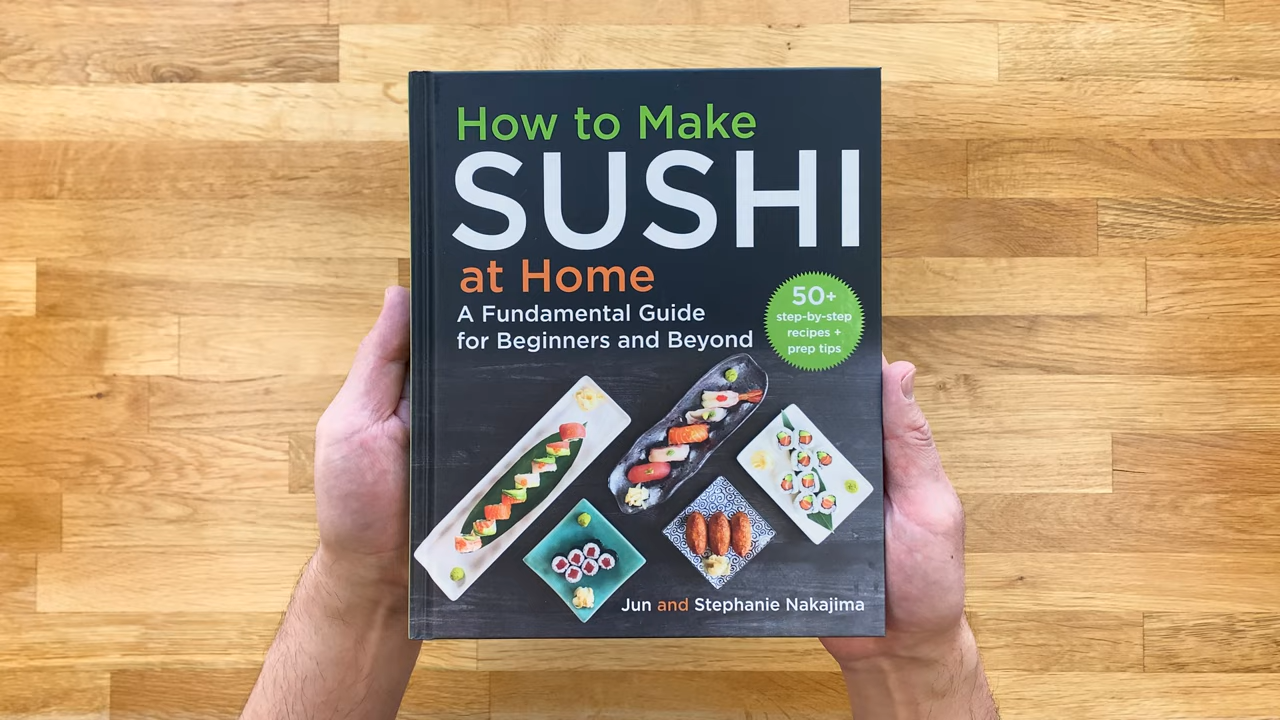 How to Make
SUSHI
at Home
A Fundamental Guide
for Beginners and Beyond
50+
step-by-step
recipes +
prep tips
Jun and Stephanie Nakajima